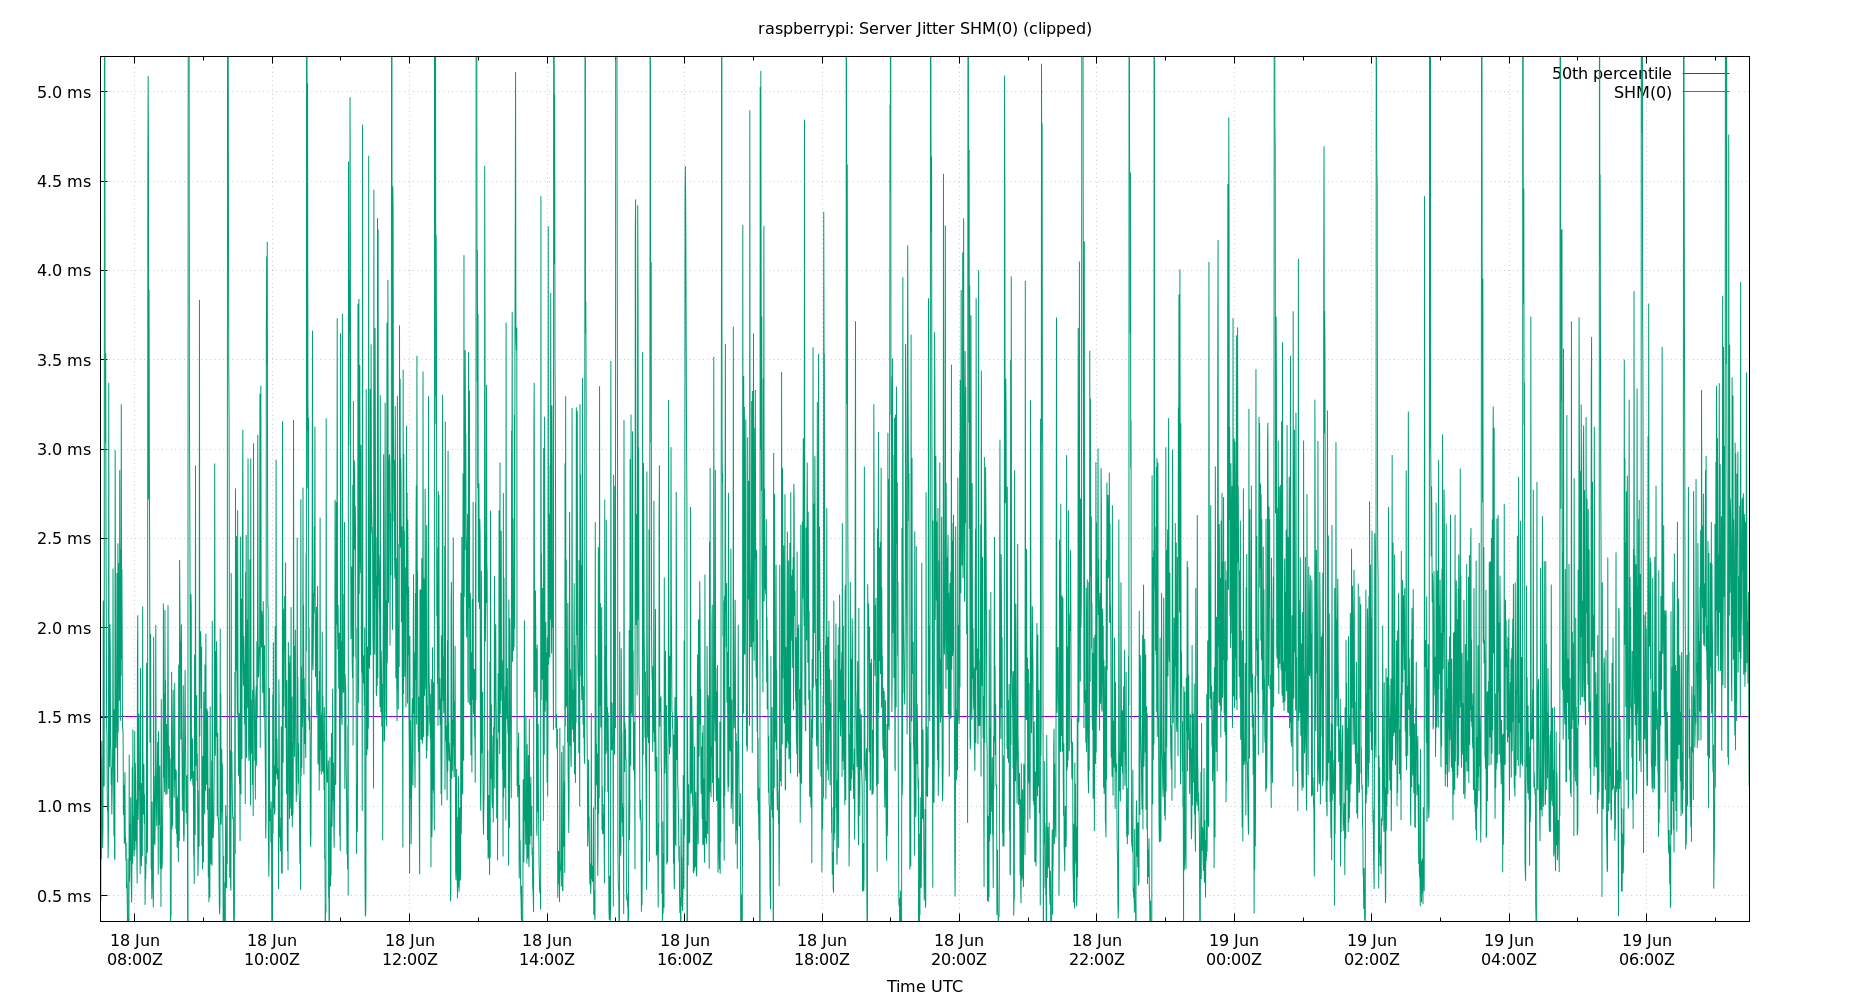 raspberrypi: Server Jitter SHM(0) (clipped)
50th percentile
SHM(0)
5.0 ms
4.5 ms
4.0 ms
3.5 ms
3.0 ms
2.5 ms
2.0 ms
1.5 ms
1.0 ms
0.5 ms
18 Jun 18 Jun 18 Jun 18 Jun 18 Jun 18 Jun 18 Jun 18 Jun 19 Jun 19 Jun 19 Jun 19 Jun
08:00Z 10:00Z 12:00Z 14:00Z 16:00Z 18:00Z 20:00Z 22:00Z 00:00Z 02:00Z 04:00Z 06:00Z
Time UTC